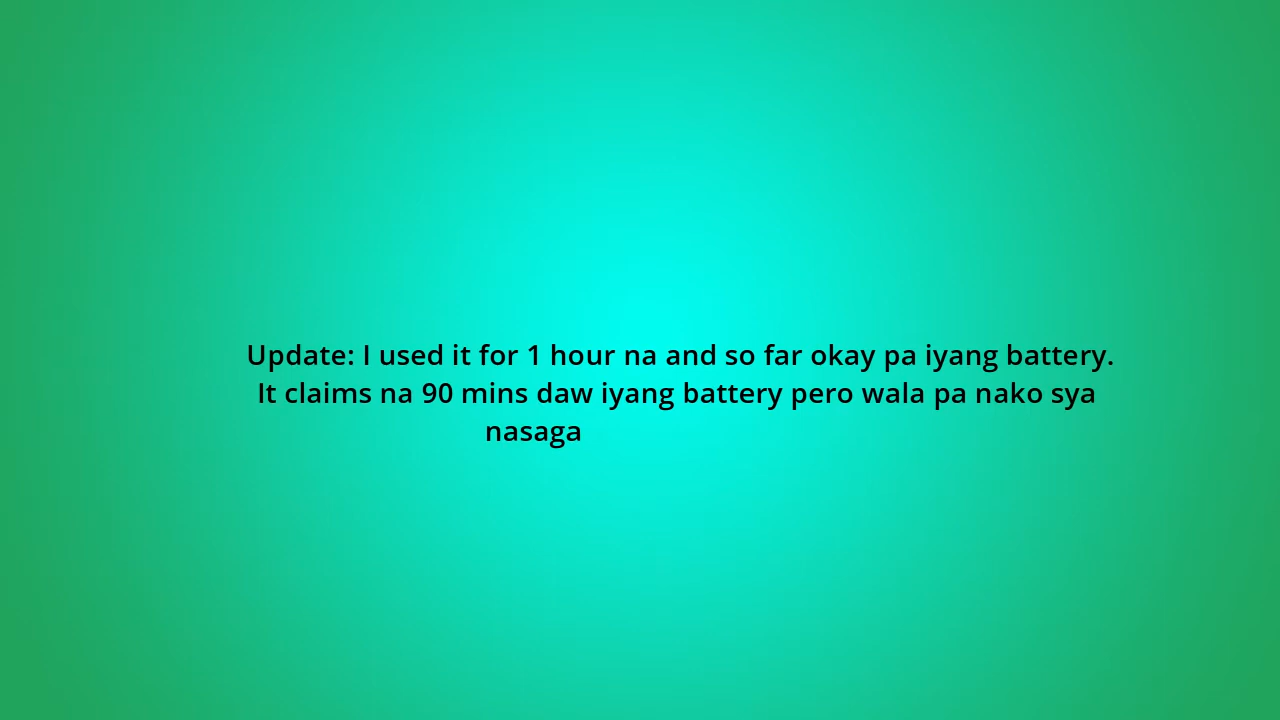 Update: I used it for 1 hour na and so far okay pa iyang battery.
It claims na 90 mins daw iyang battery pero wala pa nako sya
nasaga